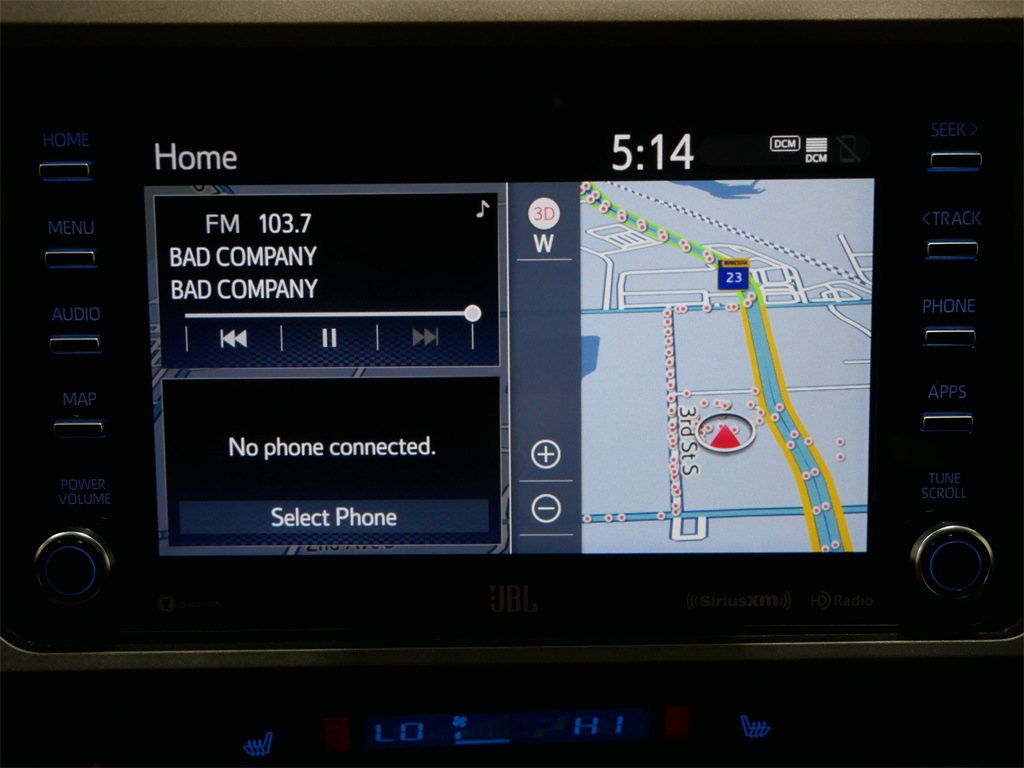 HOME
MENU
AUDIO
MAP
POWER
VOLUME
Home
5:14
DCM
DCM
FM 103.7
BAD COMPANY
BAD COMPANY
No phone connected.
Select Phone
2nd Ave S
3D
W
MINNESOTA
23
3rd St S
SEEK >
< TRACK
PHONE
APPS
TUNE
SCROLL
JBL
SiriusXM
HD Radio
LO
HI